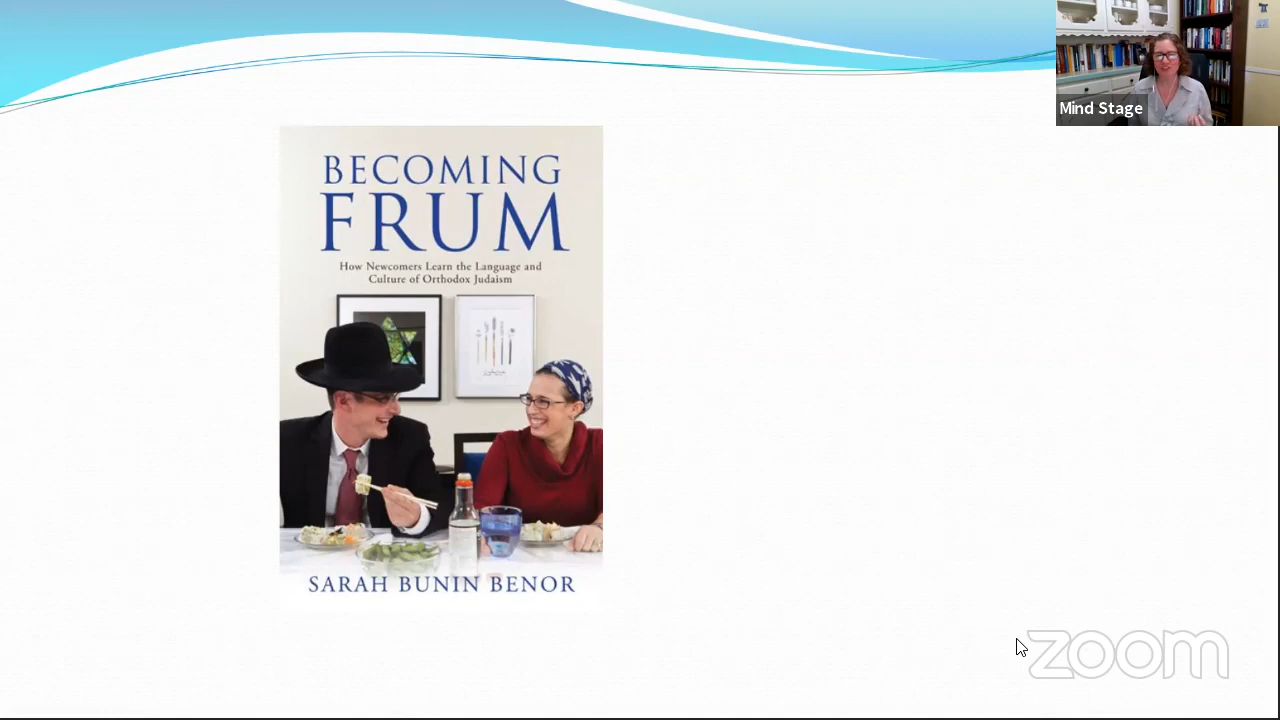 Mind Stage
BECOMING
FRUM
How Newcomers Learn the Language and
Culture of Orthodox Judaism
SARAH BUNIN BENOR
zoom